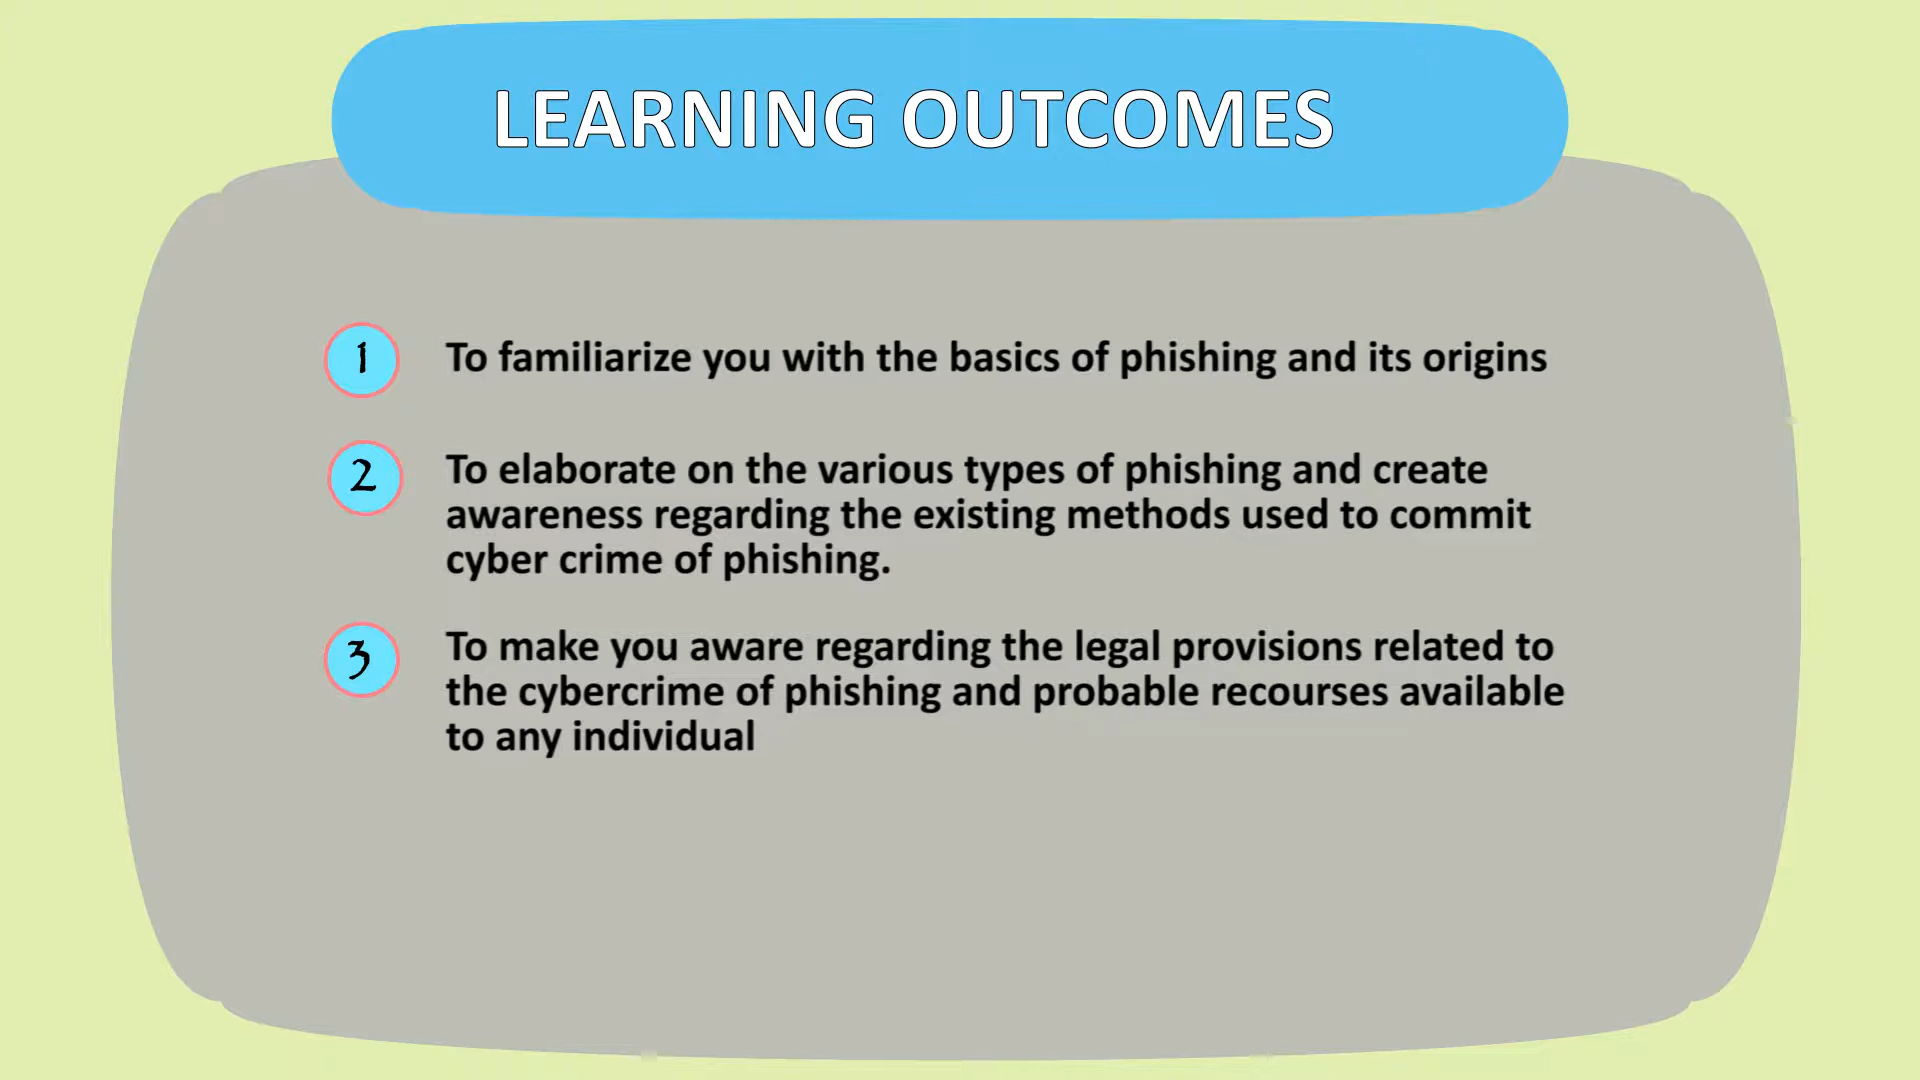 LEARNING OUTCOMES
1 To familiarize you with the basics of phishing and its origins
2 To elaborate on the various types of phishing and create
awareness regarding the existing methods used to commit
cyber crime of phishing.
3 To make you aware regarding the legal provisions related to
the cybercrime of phishing and probable recourses available
to any individual